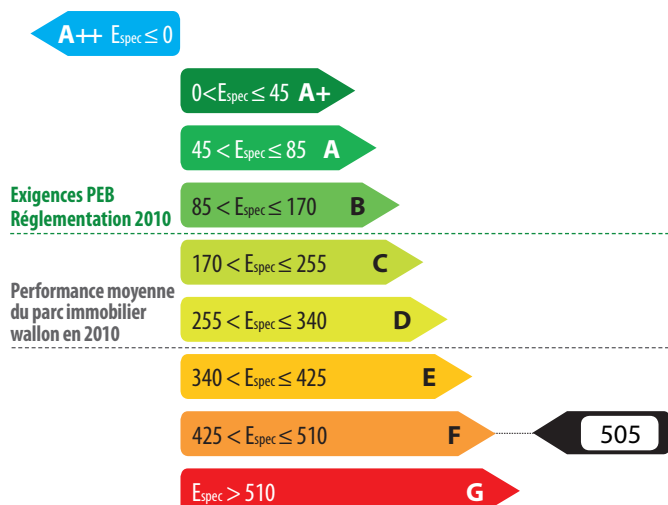 A++ Espec ≤ 0
0<Espec ≤ 45 A+
45 < Espec ≤ 85 A
Exigences PEB
Réglementation 2010
85 < Espec ≤ 170 B
170 < Espec ≤ 255 C
Performance moyenne
du parc immobilier
wallon en 2010
255 < Espec ≤ 340 D
340 < Espec ≤ 425 E
425 < Espec ≤ 510 F 505
Espec > 510 G